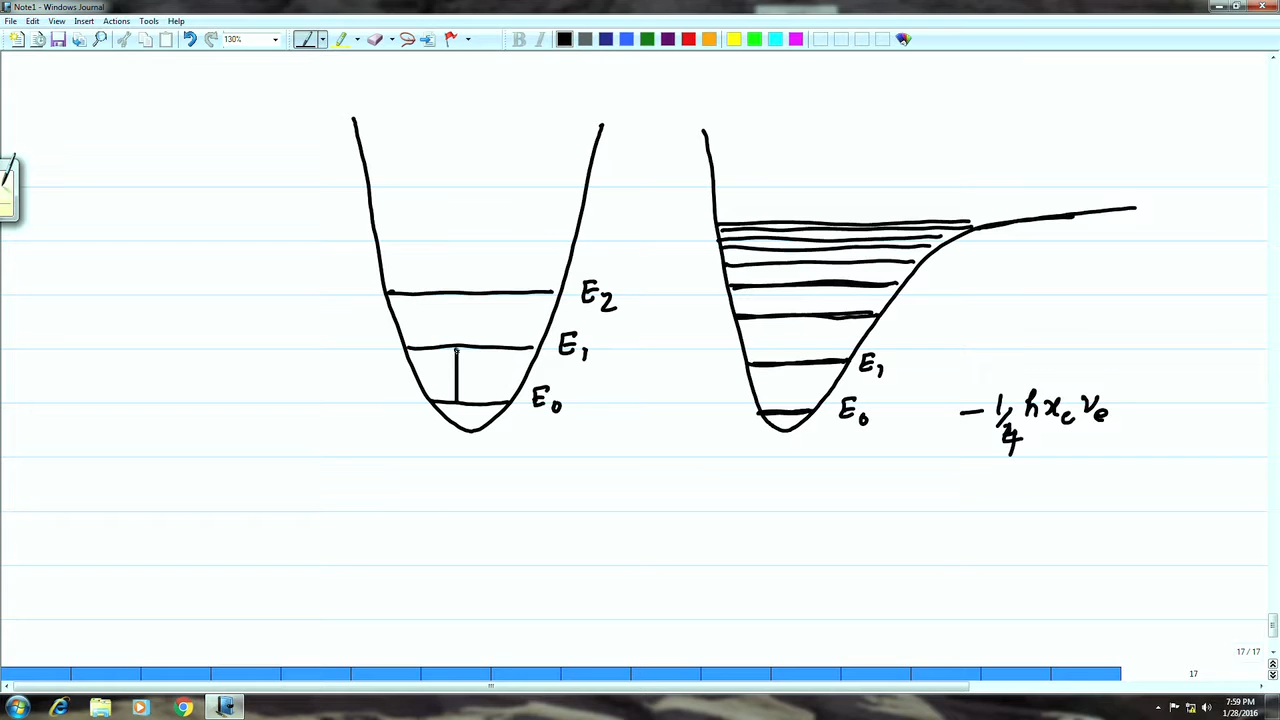 Note1 - Windows Journal
File Edit View Insert Actions Tools Help
130%
E2
E1
E0
E1
E0
- 1/4 h xe νe
17 / 17
17
7:59 PM
1/28/2016